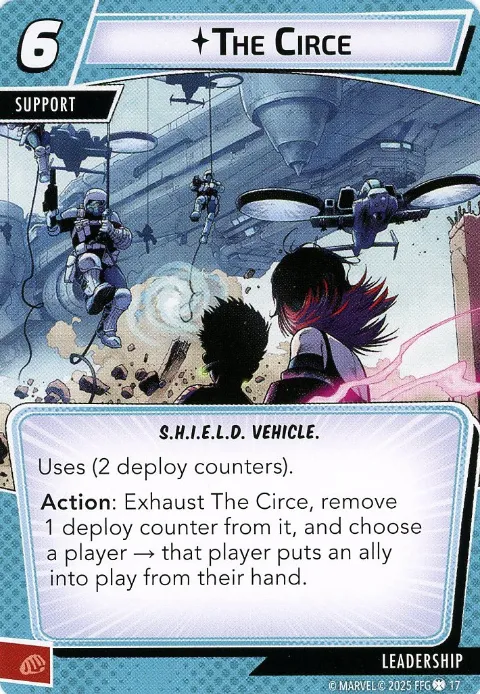 6
THE CIRCE
SUPPORT
S.H.I.E.L.D. VEHICLE.
Uses (2 deploy counters).
Action: Exhaust The Circe, remove
1 deploy counter from it, and choose
a player → that player puts an ally
into play from their hand.
LEADERSHIP
© MARVEL © 2025 FFG 17